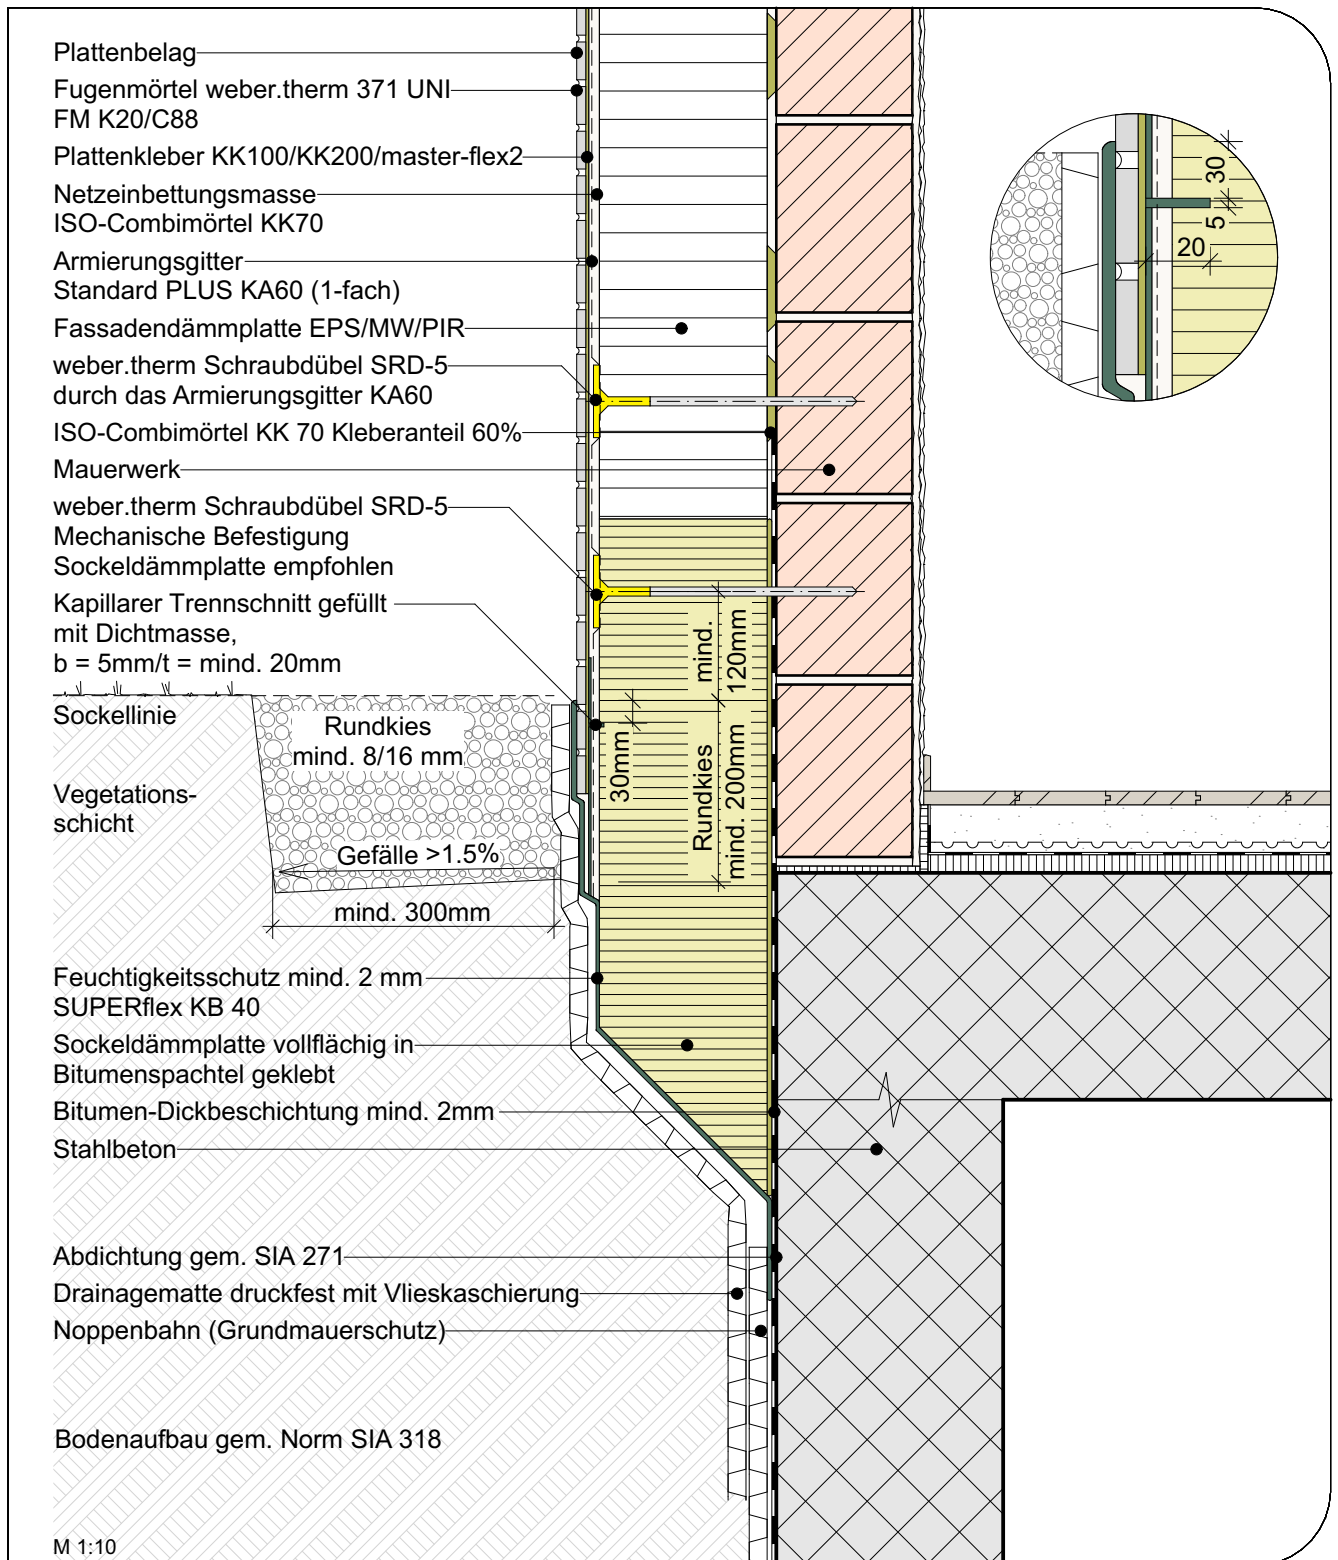 Plattenbelag
Fugenmörtel weber.therm 371 UNI
FM K20/C88
Plattenkleber KK100/KK200/master-flex2
Netzeinbettungsmasse
ISO-Combimörtel KK70
Armierungsgitter
Standard PLUS KA60 (1-fach)
Fassadendämmplatte EPS/MW/PIR
weber.therm Schraubdübel SRD-5
durch das Armierungsgitter KA60
ISO-Combimörtel KK 70 Kleberanteil 60%
Mauerwerk
weber.therm Schraubdübel SRD-5
Mechanische Befestigung
Sockeldämmplatte empfohlen
Kapillarer Trennschnitt gefüllt
mit Dichtmasse,
b = 5mm/t = mind. 20mm
Sockellinie
Rundkies
mind. 8/16 mm
Vegetations-
schicht
Gefälle >1.5%
mind. 300mm
Feuchtigkeitsschutz mind. 2 mm
SUPERflex KB 40
Sockeldämmplatte vollflächig in
Bitumenspachtel geklebt
Bitumen-Dickbeschichtung mind. 2mm
Stahlbeton
Abdichtung gem. SIA 271
Drainagematte druckfest mit Vlieskaschierung
Noppenbahn (Grundmauerschutz)
Bodenaufbau gem. Norm SIA 318
M 1:10
30mm
mind.
120mm
Rundkies
mind. 200mm
30
5
20